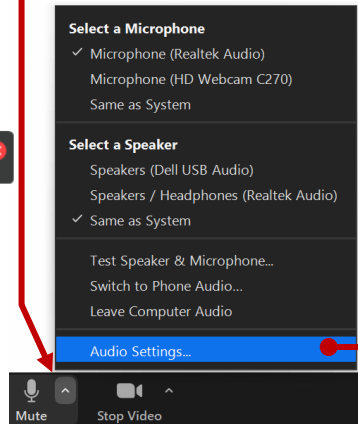 Select a Microphone
Microphone (Realtek Audio)
Microphone (HD Webcam C270)
Same as System
Select a Speaker
Speakers (Dell USB Audio)
Speakers / Headphones (Realtek Audio)
Same as System
Test Speaker & Microphone...
Switch to Phone Audio...
Leave Computer Audio
Audio Settings...
Mute
Stop Video